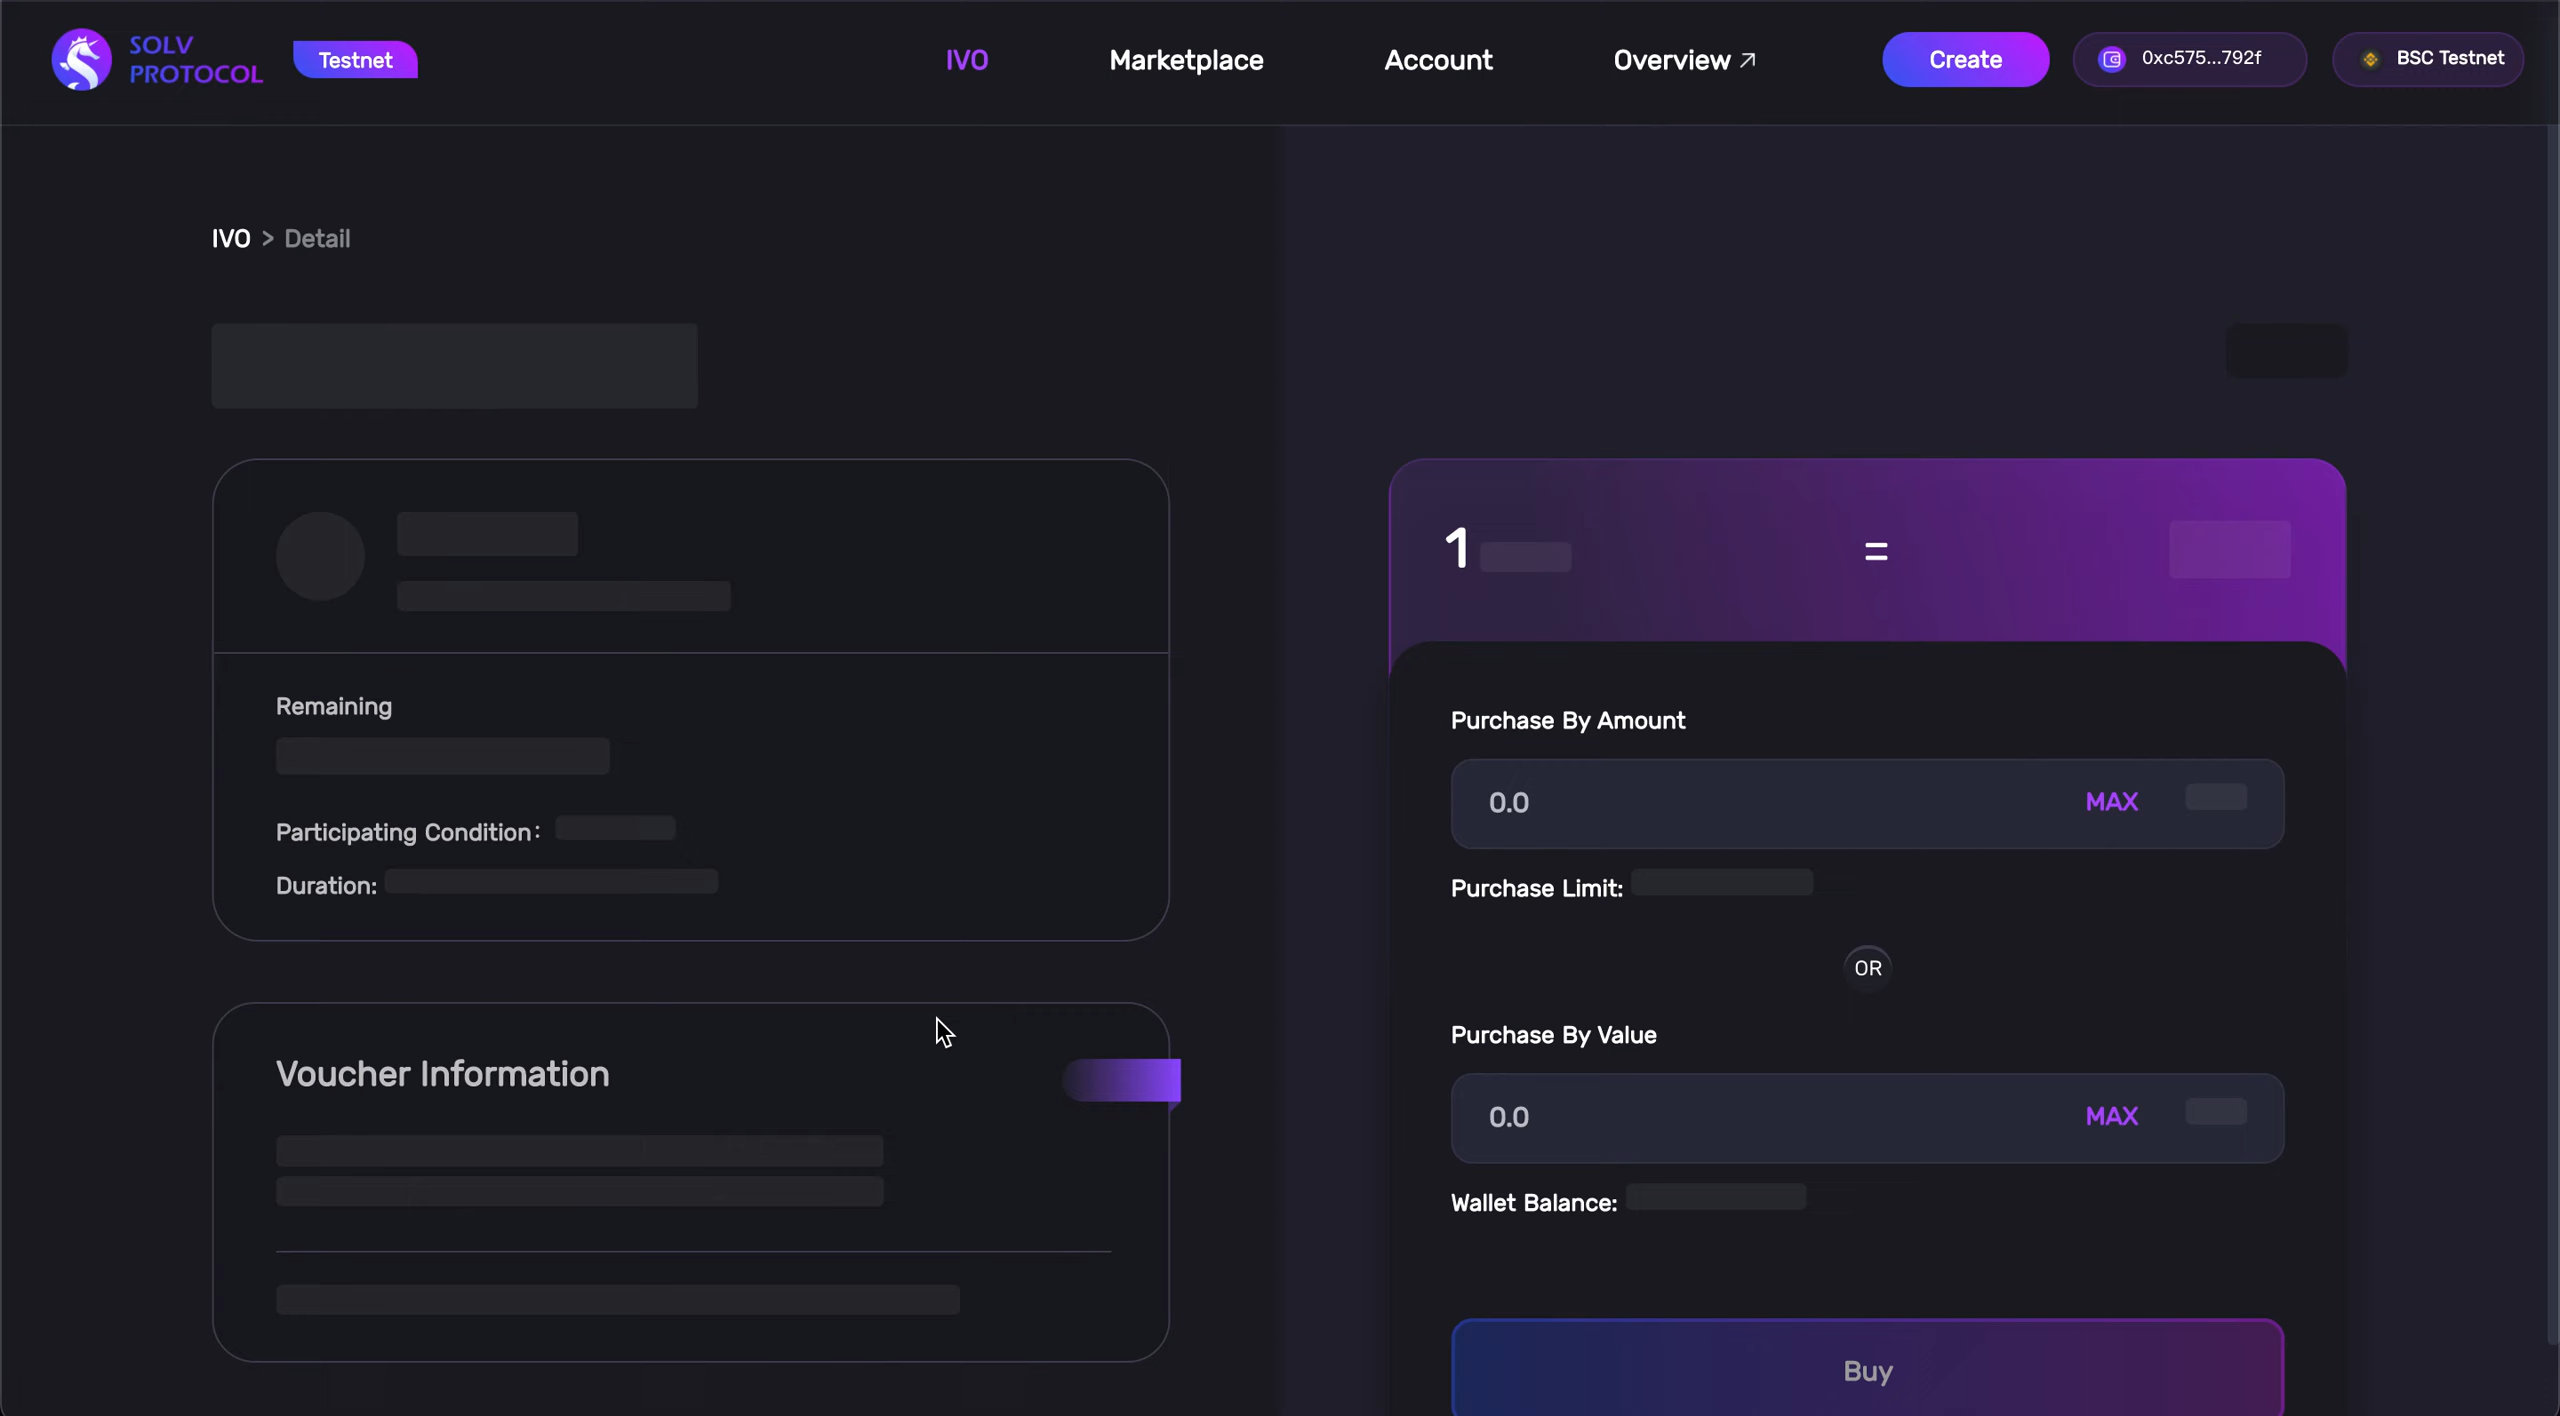 SOLV
PROTOCOL
Testnet
IVO
Marketplace
Account
Overview
Create
0xc575...792f
BSC Testnet
IVO > Detail
Remaining
Participating Condition:
Duration:
Voucher Information
1 =
Purchase By Amount
0.0 MAX
Purchase Limit:
OR
Purchase By Value
0.0 MAX
Wallet Balance:
Buy